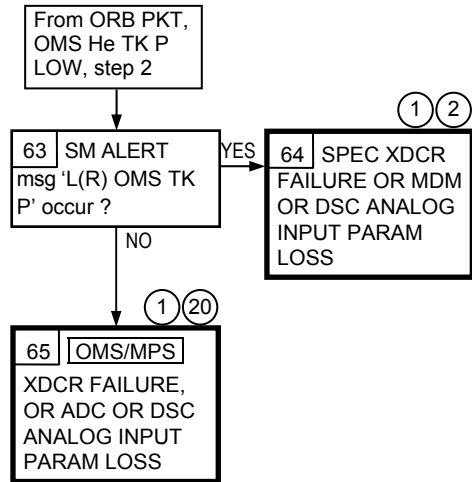 From ORB PKT,
OMS He TK P
LOW, step 2
63 SM ALERT
msg ‘L(R) OMS TK
P’ occur ?
YES
NO
1 2
64 SPEC XDCR
FAILURE OR MDM
OR DSC ANALOG
INPUT PARAM
LOSS
1 20
65 OMS/MPS
XDCR FAILURE,
OR ADC OR DSC
ANALOG INPUT
PARAM LOSS